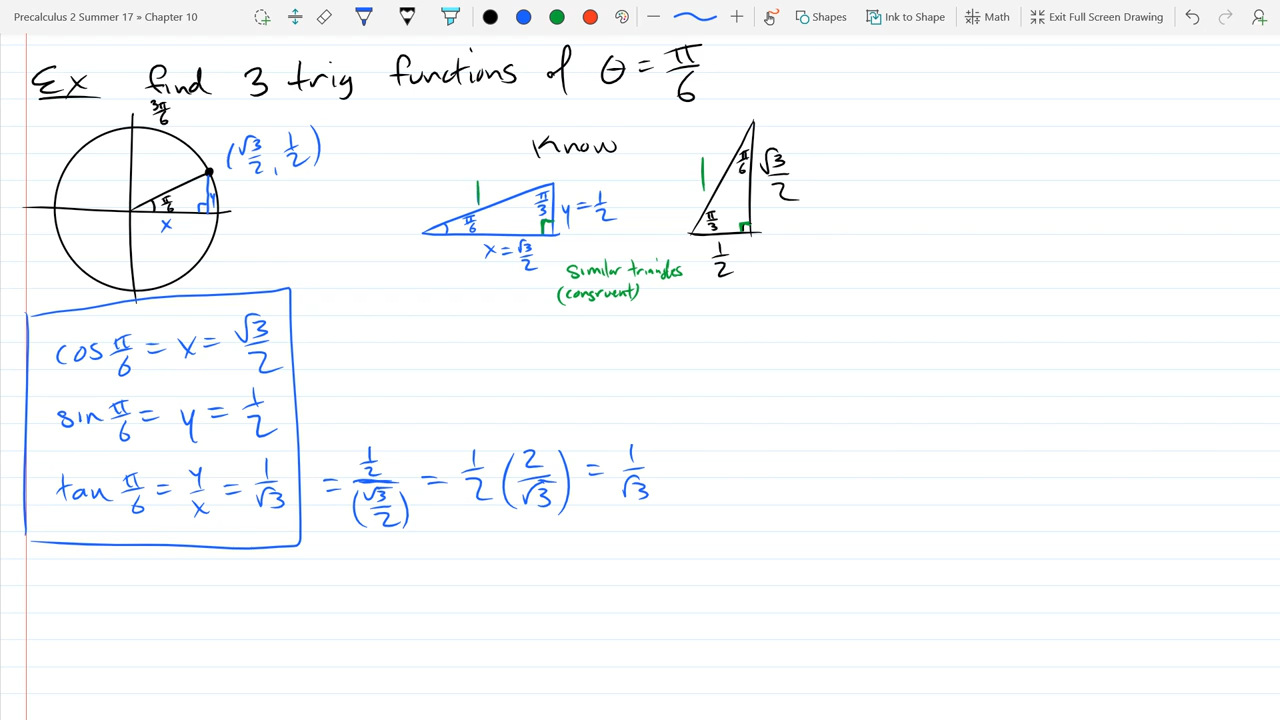 Precalculus 2 Summer 17 » Chapter 10
Shapes
Ink to Shape
Math
Exit Full Screen Drawing
Ex find 3 trig functions of θ = π/6
3π/6
(√3/2, 1/2)
π/6
y
x
Know
1
π/6
π/3
y = 1/2
x = √3/2
1
π/6
√3/2
π/3
1/2
similar triangles
(congruent)
cos π/6 = x = √3/2
sin π/6 = y = 1/2
tan π/6 = y/x = 1/√3 = (1/2)/(√3/2) = 1/2 (2/√3) = 1/√3